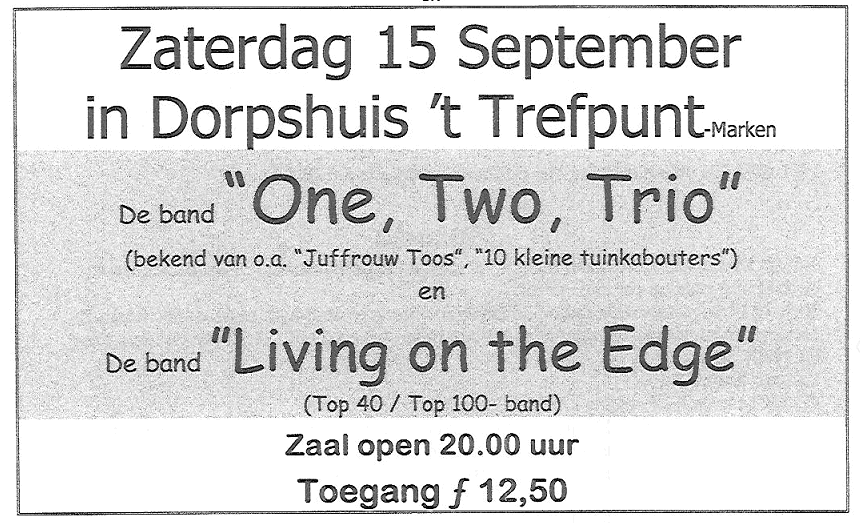 Zaterdag 15 September
in Dorpshuis 't Trefpunt-Marken
De band "One, Two, Trio"
(bekend van o.a. "Juffrouw Toos", "10 kleine tuinkabouters")
en
De band "Living on the Edge"
(Top 40 / Top 100- band)
Zaal open 20.00 uur
Toegang ƒ 12,50